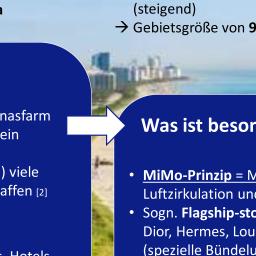 (steigend)
→ Gebietsgröße von 9
nasfarm
ein
) viele
affen [2]
Hotels
Was ist besor
• MiMo-Prinzip = M
Luftzirkulation un
• Sogn. Flagship-sto
Dior, Hermes, Lou
(spezielle Bündelu